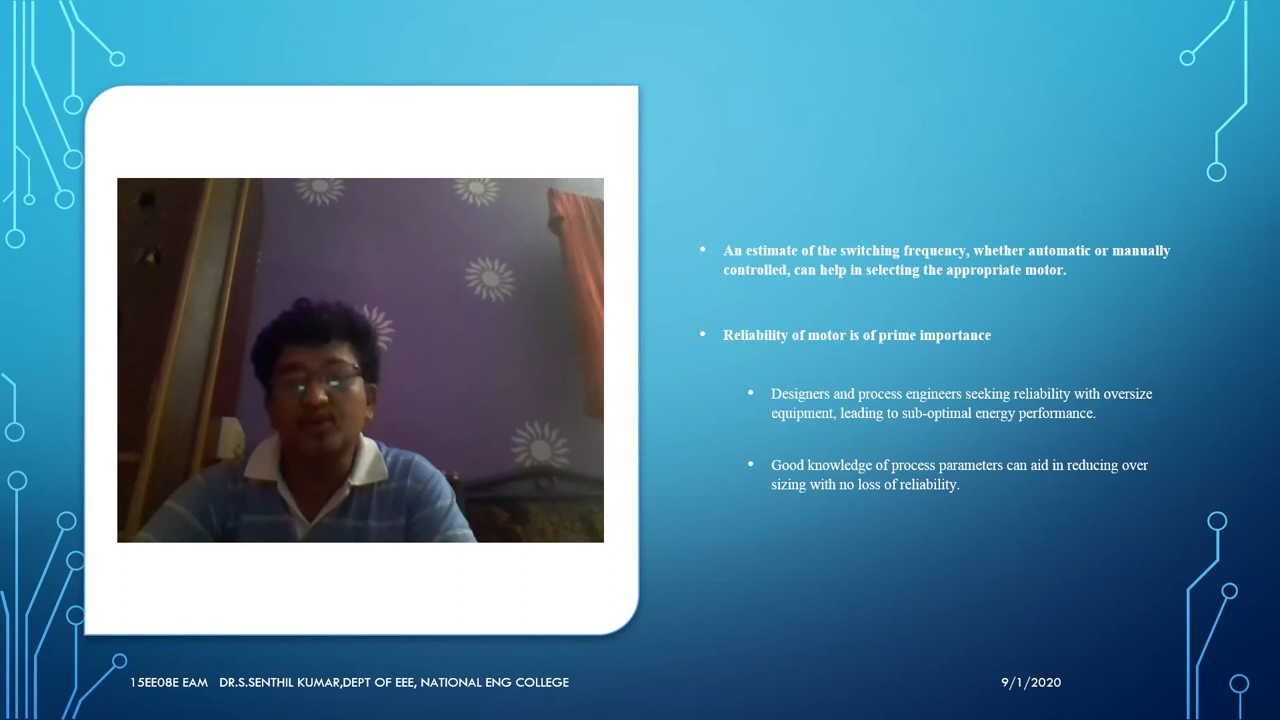 • An estimate of the switching frequency, whether automatic or manually
controlled, can help in selecting the appropriate motor.
• Reliability of motor is of prime importance
• Designers and process engineers seeking reliability with oversize
equipment, leading to sub-optimal energy performance.
• Good knowledge of process parameters can aid in reducing over
sizing with no loss of reliability.
15EE08E EAM DR.S.SENTHIL KUMAR,DEPT OF EEE, NATIONAL ENG COLLEGE
9/1/2020